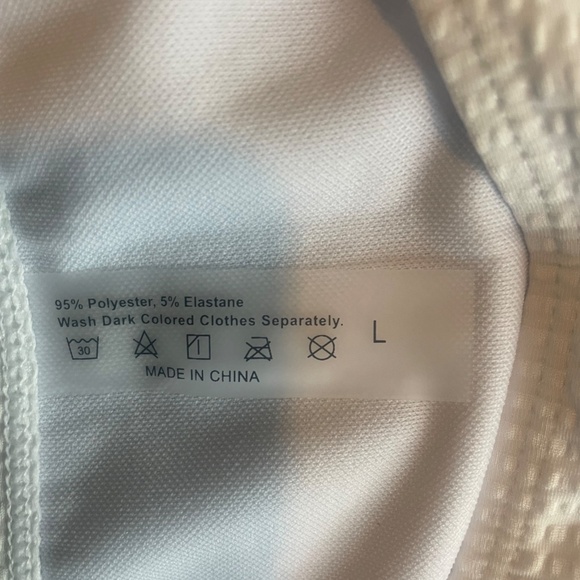 95% Polyester, 5% Elastane
Wash Dark Colored Clothes Separately.
30
L
MADE IN CHINA